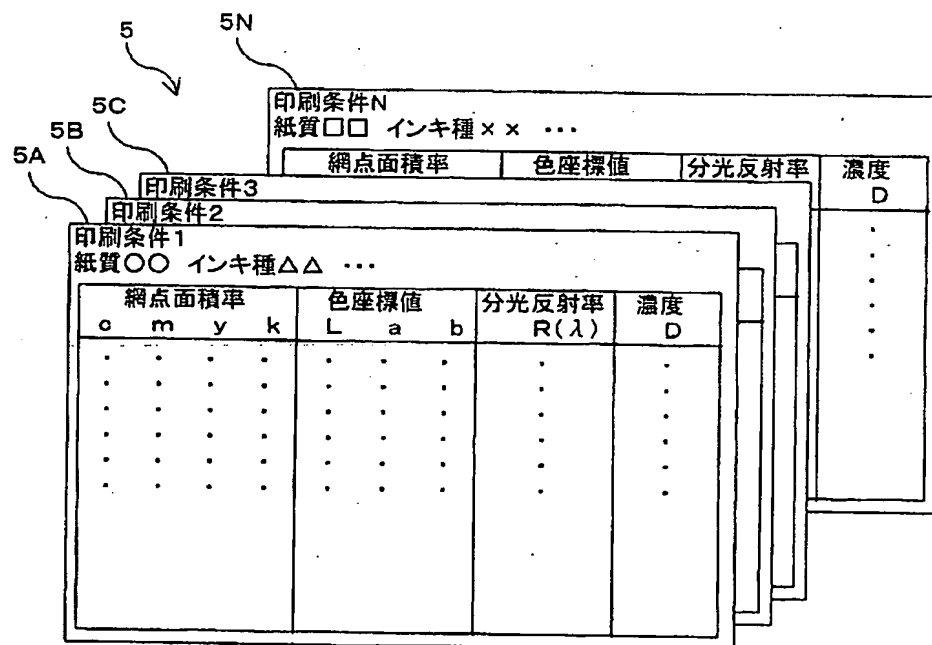 5
5N
5C
5B
5A
印刷条件N
紙質□□ インキ種×× ・・・
網点面積率 色座標値 分光反射率 濃度
D
印刷条件3
印刷条件2
印刷条件1
紙質○○ インキ種△△ ・・・
網点面積率 色座標値 分光反射率 濃度
c m y k L a b R(λ) D